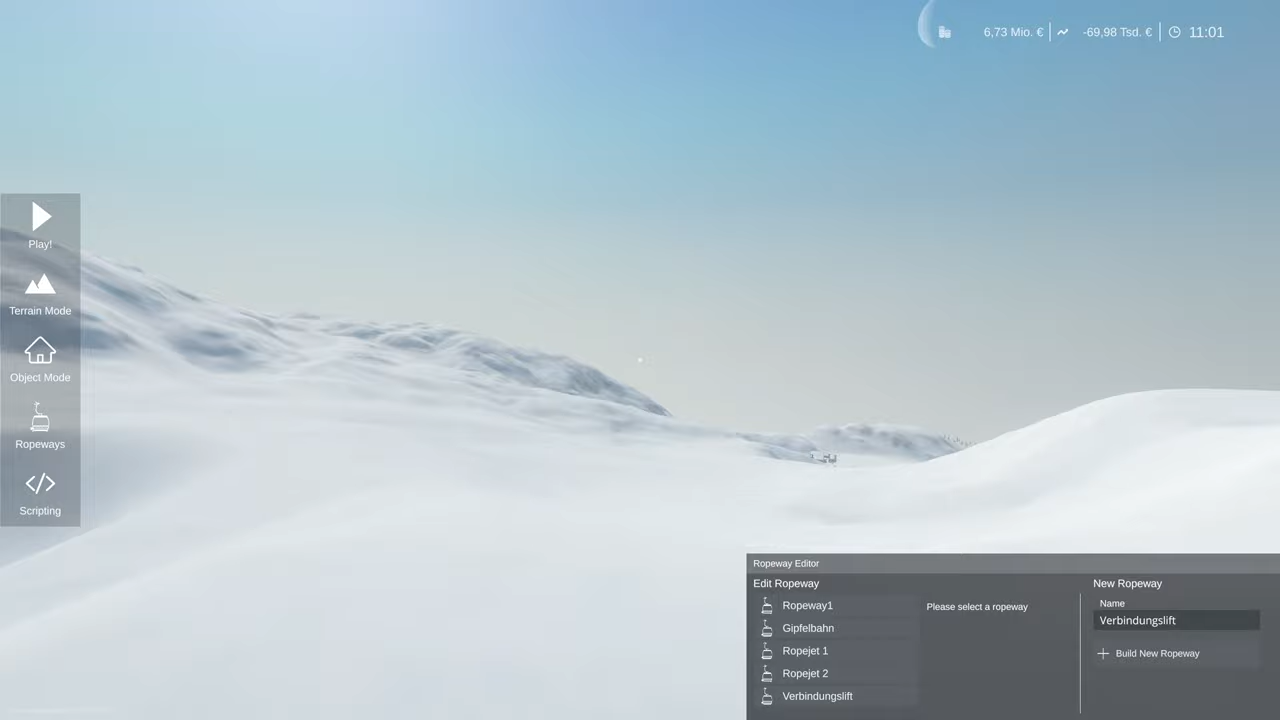 6,73 Mio. €
-69,98 Tsd. €
11:01
Play!
Terrain Mode
Object Mode
Ropeways
Scripting
Ropeway Editor
Edit Ropeway
Ropeway1
Gipfelbahn
Ropejet 1
Ropejet 2
Verbindungslift
Please select a ropeway
New Ropeway
Name
Verbindungslift
Build New Ropeway